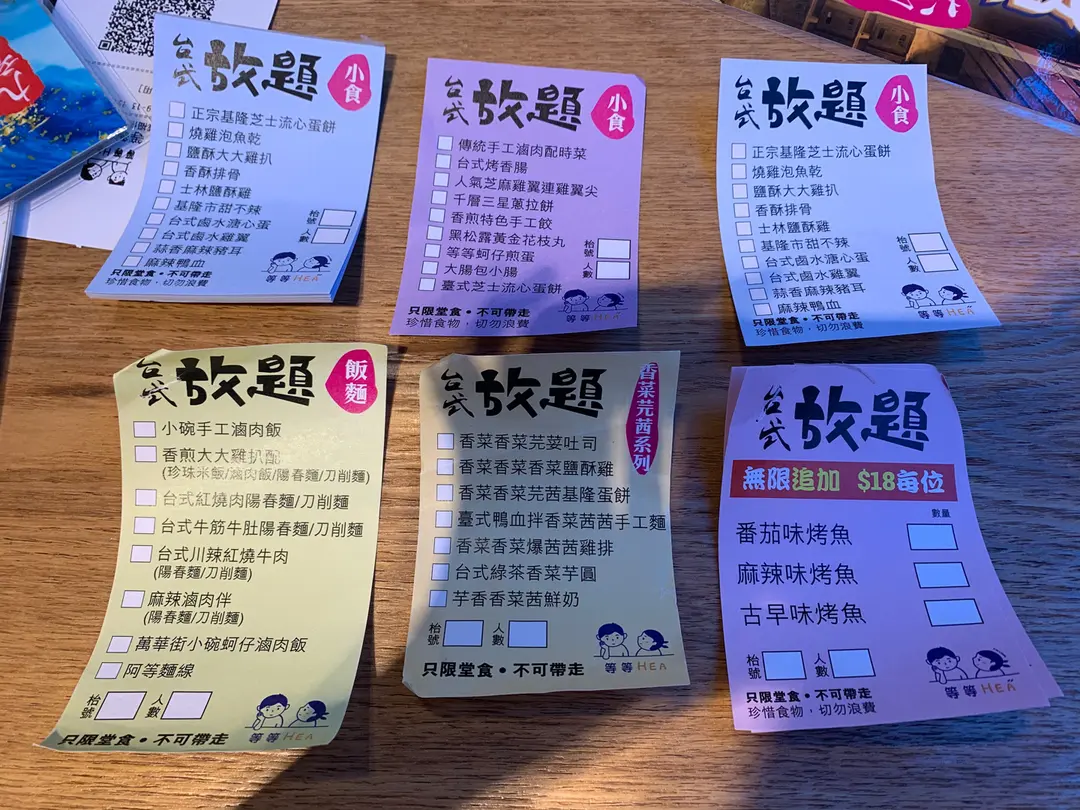 台式放題
小食
正宗基隆芝士流心蛋餅
燒雞泡魚乾
鹽酥大大雞扒
香酥排骨
士林鹽酥雞
基隆市甜不辣
台式鹵水溏心蛋
台式鹵水雞翼
蒜香麻辣豬耳
麻辣鴨血
枱號
人數
只限堂食•不可帶走
珍惜食物，切勿浪費
等等 HEA
台式放題
小食
傳統手工滷肉配時菜
台式烤香腸
人氣芝麻雞翼連雞翼尖
千層三星蔥拉餅
香煎特色手工餃
黑松露黃金花枝丸
等等蚵仔煎蛋
大腸包小腸
臺式芝士流心蛋餅
枱號
人數
只限堂食•不可帶走
珍惜食物，切勿浪費
等等 HEA
台式放題
小食
正宗基隆芝士流心蛋餅
燒雞泡魚乾
鹽酥大大雞扒
香酥排骨
士林鹽酥雞
基隆市甜不辣
台式鹵水溏心蛋
台式鹵水雞翼
蒜香麻辣豬耳
麻辣鴨血
枱號
人數
只限堂食•不可帶走
珍惜食物，切勿浪費
等等 HEA
台式放題
飯麵
小碗手工滷肉飯
香煎大大雞扒配
(珍珠米飯/滷肉飯/陽春麵/刀削麵)
台式紅燒肉陽春麵/刀削麵
台式牛筋牛肚陽春麵/刀削麵
台式川辣紅燒牛肉
(陽春麵/刀削麵)
麻辣滷肉伴
(陽春麵/刀削麵)
萬華街小碗蚵仔滷肉飯
阿等麵線
枱號
人數
只限堂食•不可帶走
等等 HEA
台式放題
香菜芫茜系列
香菜香菜芫荽吐司
香菜香菜香菜鹽酥雞
香菜香菜芫茜基隆蛋餅
臺式鴨血拌香菜茜茜手工麵
香菜香菜爆茜茜雞排
台式綠茶香菜芋圓
芋香香菜茜鮮奶
枱號
人數
只限堂食•不可帶走
等等 HEA
台式放題
無限追加 $18每位
數量
番茄味烤魚
麻辣味烤魚
古早味烤魚
枱號
人數
只限堂食•不可帶走
珍惜食物，切勿浪費
等等 HEA